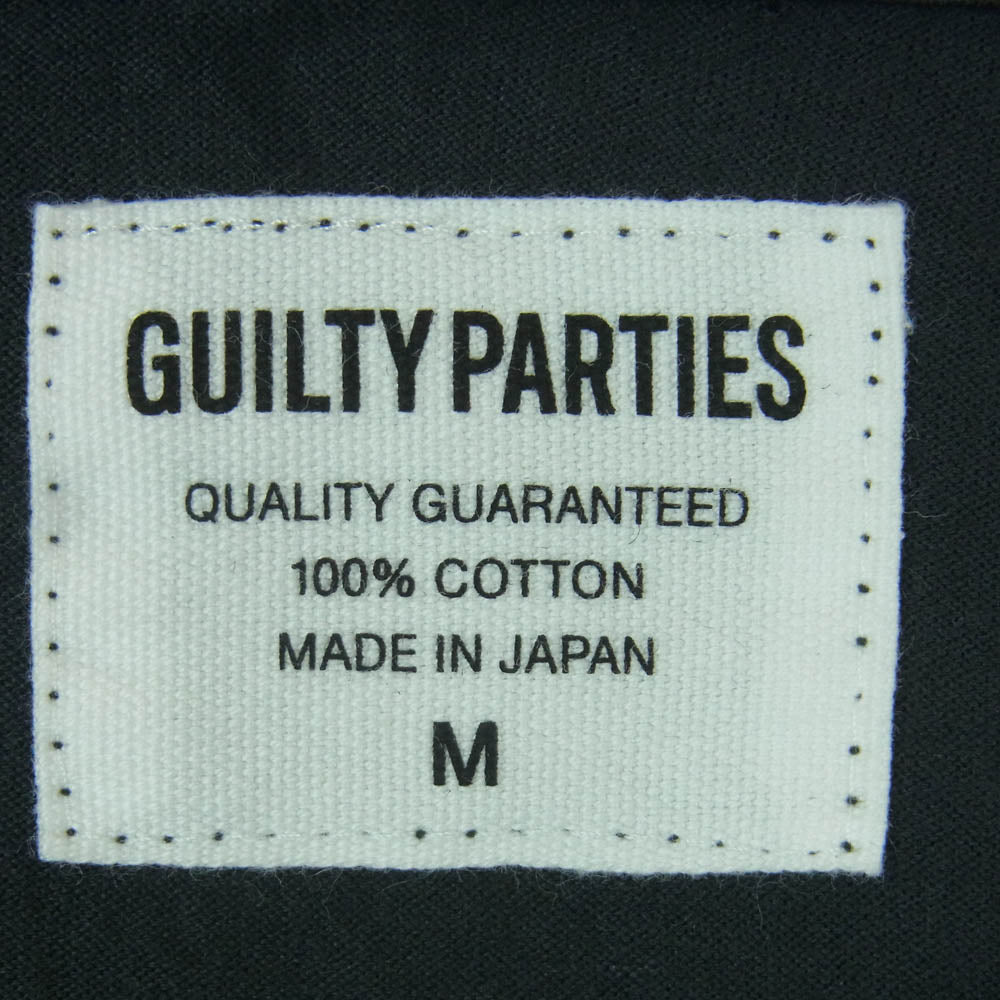 GUILTY PARTIES
QUALITY GUARANTEED
100% COTTON
MADE IN JAPAN
M